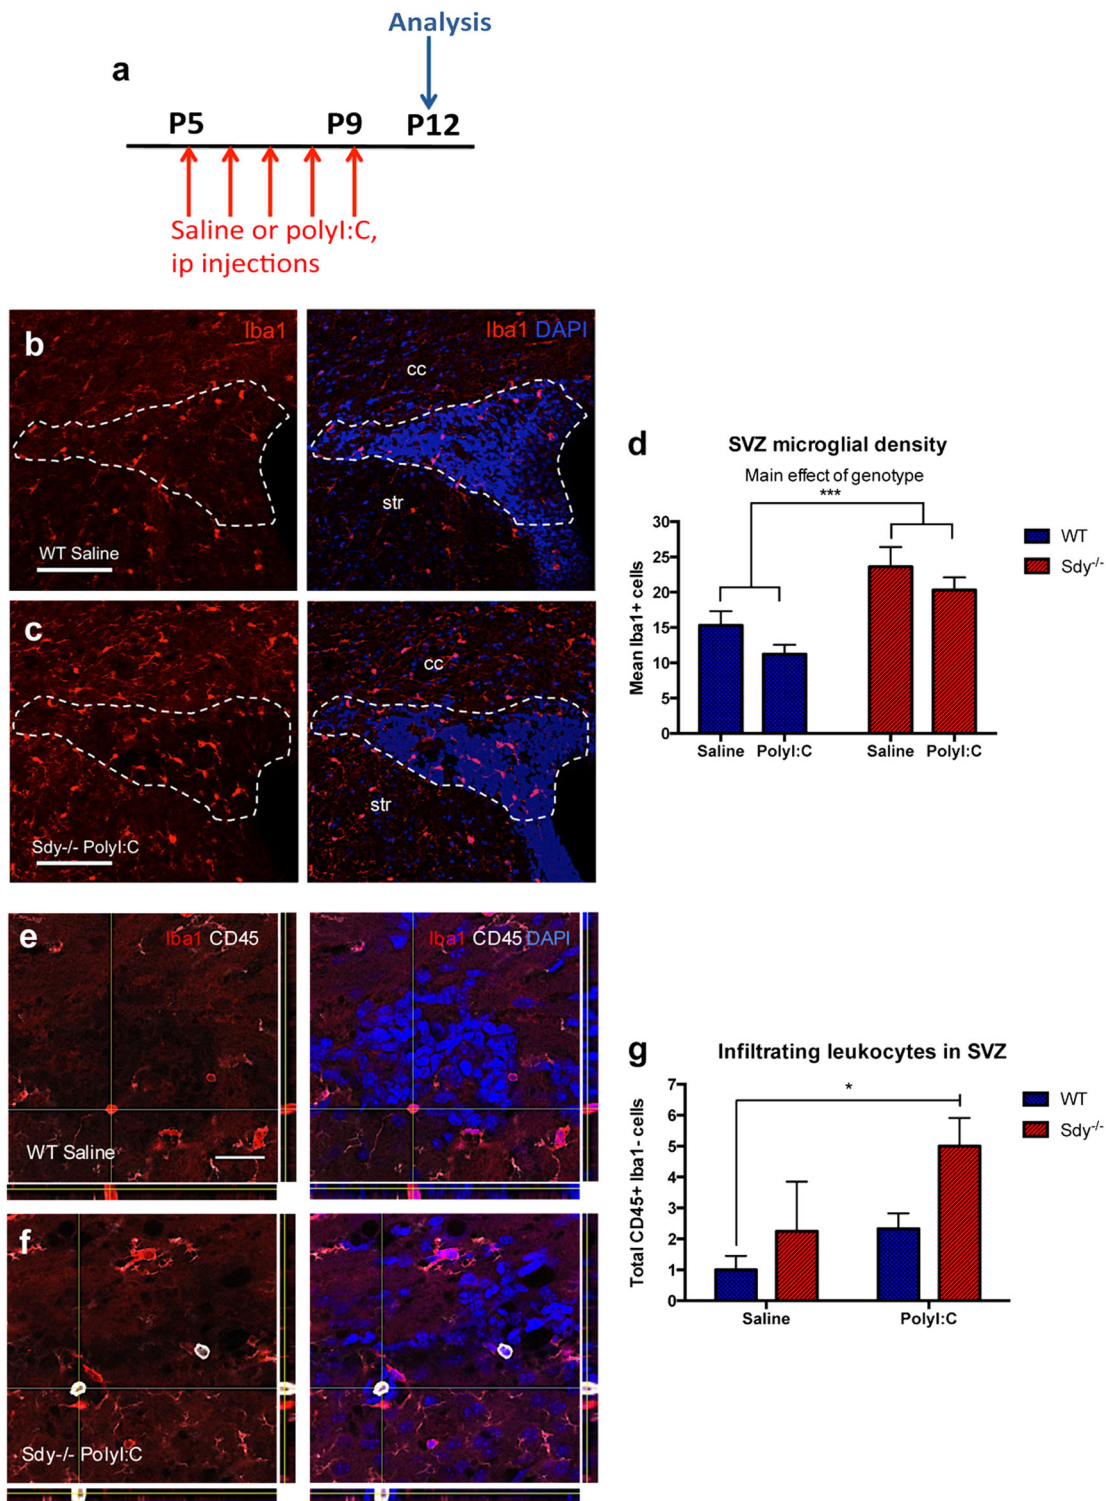 Analysis
a
P5 P9 P12
Saline or polyI:C,
ip injections
b
Iba1
Iba1 DAPI
cc
str
WT Saline
c
cc
str
Sdy-/- PolyI:C
d
SVZ microglial density
Main effect of genotype
***
30
25
20
15
10
5
0
Mean Iba1+ cells
Saline PolyI:C Saline PolyI:C
WT
Sdy-/-
e
Iba1 CD45
Iba1 CD45 DAPI
WT Saline
f
Sdy-/- PolyI:C
g
Infiltrating leukocytes in SVZ
*
7
6
5
4
3
2
1
0
Total CD45+ Iba1- cells
Saline PolyI:C
WT
Sdy-/-